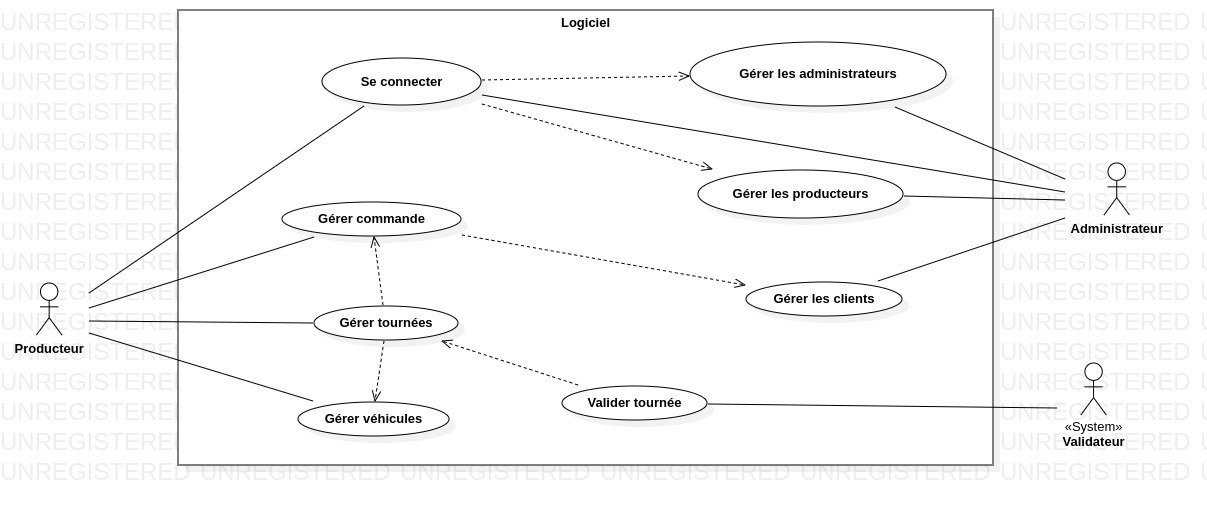 Logiciel
Se connecter
Gérer les administrateurs
Gérer les producteurs
Administrateur
Gérer commande
Gérer les clients
Gérer tournées
Producteur
Valider tournée
Gérer véhicules
«System»
Validateur
UNREGISTERED UNREGISTERED UNREGISTERED UNREGISTERED UNREGISTERED UNREGISTERED